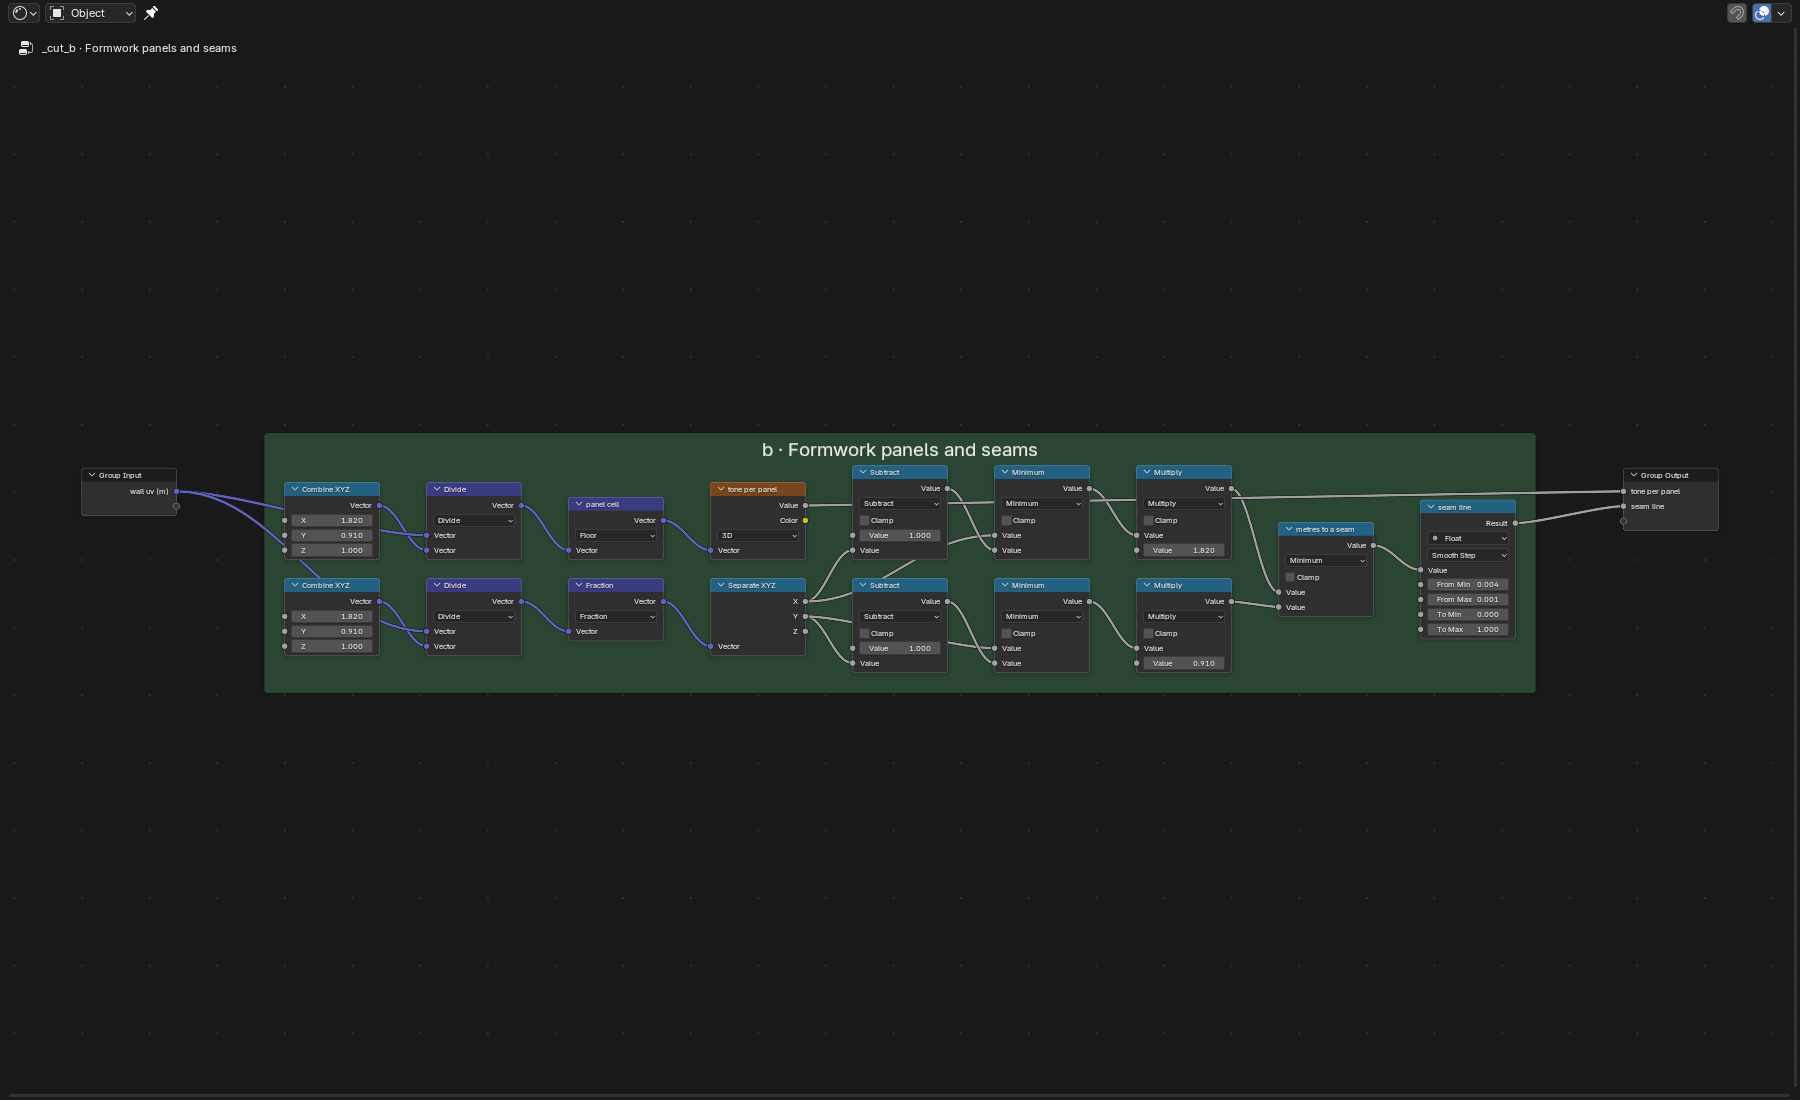 Object
_cut_b · Formwork panels and seams
b · Formwork panels and seams
Group Input
wall uv (m)
Combine XYZ
Vector
X 1.820
Y 0.910
Z 1.000
Divide
Vector
Divide
Vector
Vector
panel cell
Vector
Floor
Vector
tone per panel
Value
Color
3D
Vector
Subtract
Value
Subtract
Clamp
Value 1.000
Value
Minimum
Value
Minimum
Clamp
Value
Value
Multiply
Value
Multiply
Clamp
Value
Value 1.820
Combine XYZ
Vector
X 1.820
Y 0.910
Z 1.000
Divide
Vector
Divide
Vector
Vector
Fraction
Vector
Fraction
Vector
Separate XYZ
X
Y
Z
Vector
Subtract
Value
Subtract
Clamp
Value 1.000
Value
Minimum
Value
Minimum
Clamp
Value
Value
Multiply
Value
Multiply
Clamp
Value
Value 0.910
metres to a seam
Value
Minimum
Clamp
Value
Value
seam line
Result
Float
Smooth Step
Value
From Min 0.004
From Max 0.001
To Min 0.000
To Max 1.000
Group Output
tone per panel
seam line